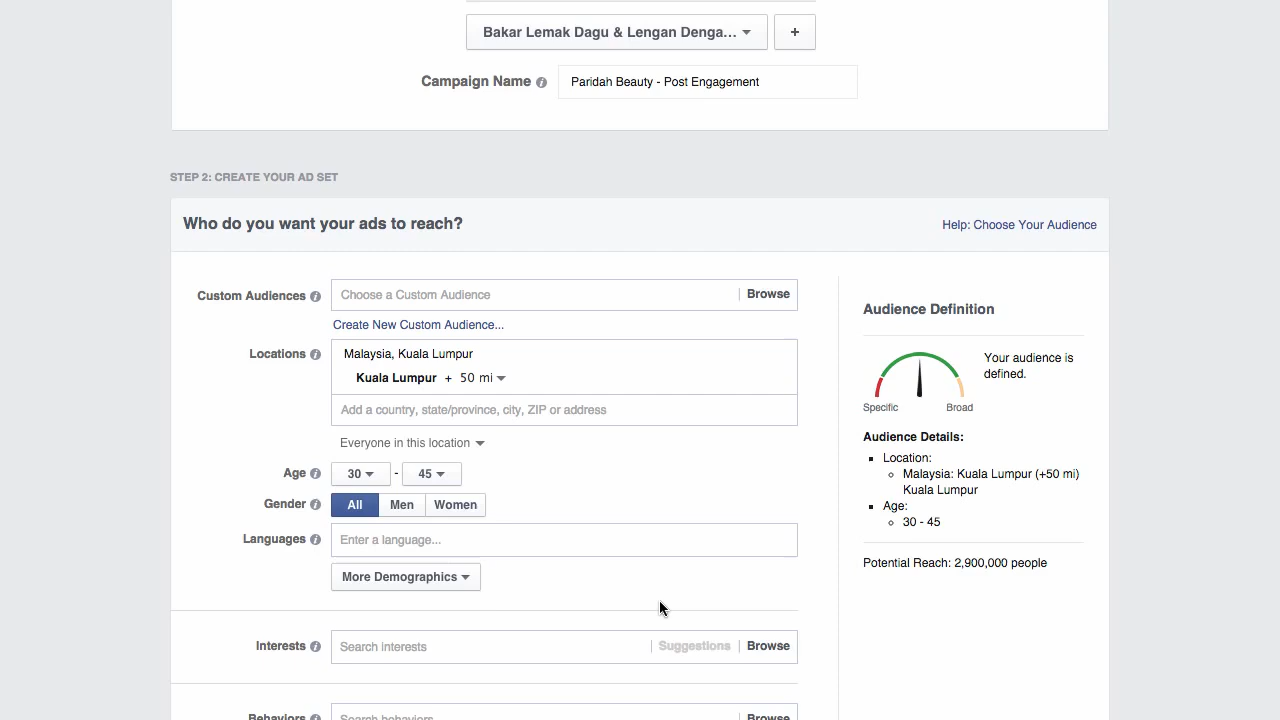 Bakar Lemak Dagu & Lengan Denga...
+
Campaign Name
Paridah Beauty - Post Engagement
STEP 2: CREATE YOUR AD SET
Who do you want your ads to reach?
Help: Choose Your Audience
Custom Audiences
Choose a Custom Audience
Browse
Create New Custom Audience...
Locations
Malaysia, Kuala Lumpur
Kuala Lumpur + 50 mi
Add a country, state/province, city, ZIP or address
Everyone in this location
Age
30 - 45
Gender
All Men Women
Languages
Enter a language...
More Demographics
Interests
Search interests
Suggestions
Browse
Behaviors
Search behaviors
Browse
Audience Definition
Your audience is
defined.
Specific
Broad
Audience Details:
Location:
Malaysia: Kuala Lumpur (+50 mi)
Kuala Lumpur
Age:
30 - 45
Potential Reach: 2,900,000 people